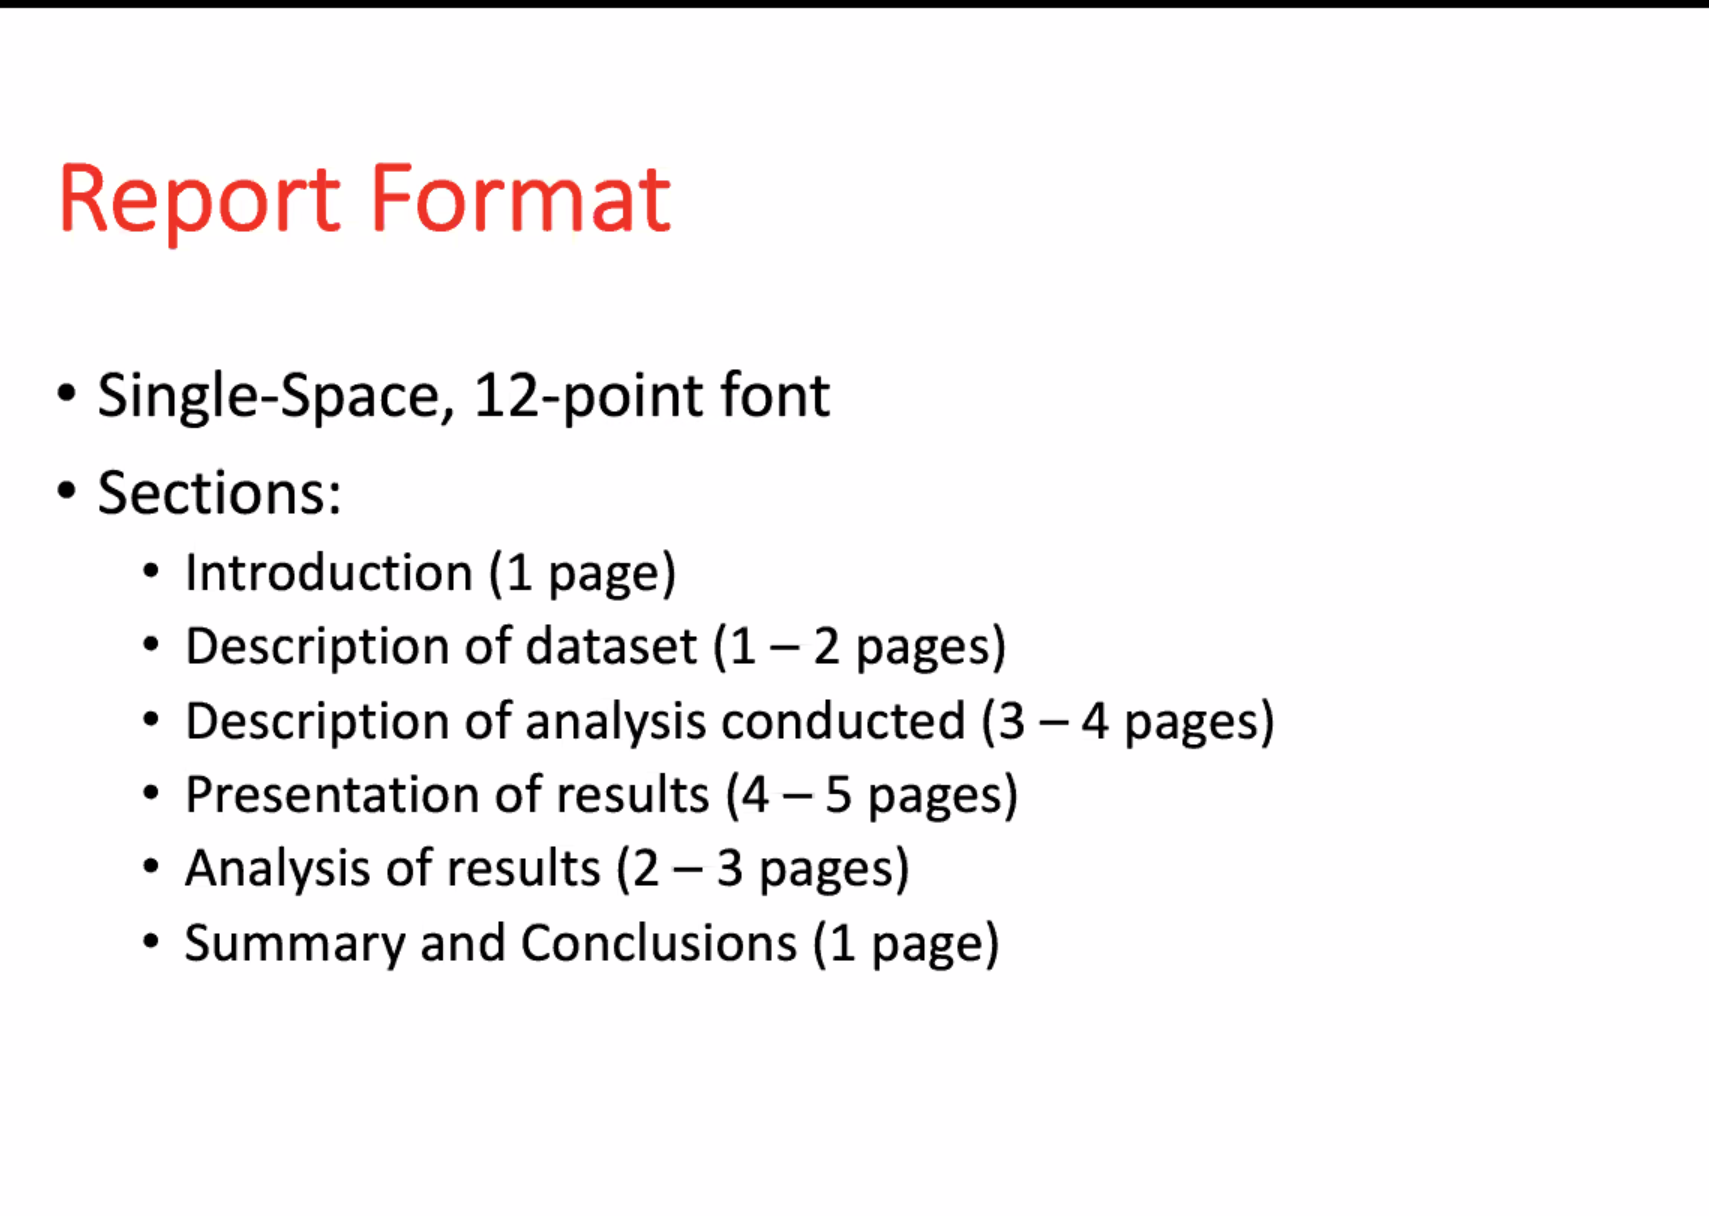 Report Format
• Single-Space, 12-point font
• Sections:
• Introduction (1 page)
• Description of dataset (1 – 2 pages)
• Description of analysis conducted (3 – 4 pages)
• Presentation of results (4 – 5 pages)
• Analysis of results (2 – 3 pages)
• Summary and Conclusions (1 page)